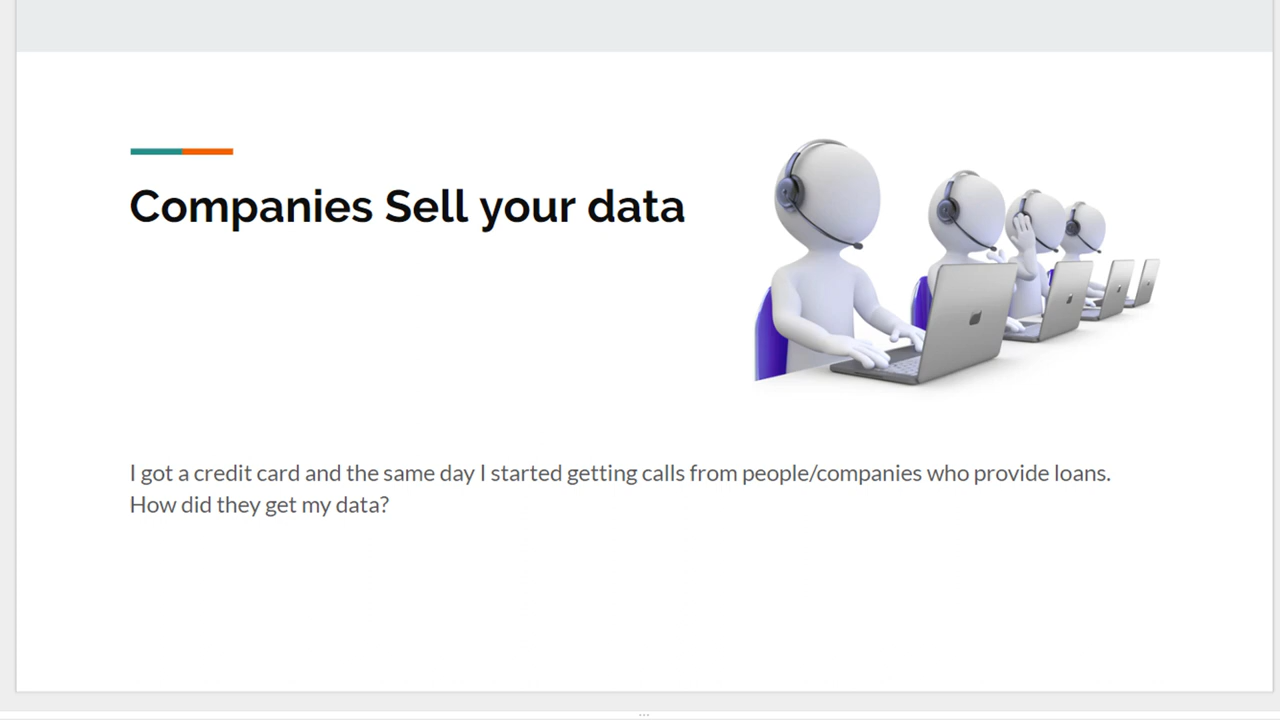 Companies Sell your data
I got a credit card and the same day I started getting calls from people/companies who provide loans.
How did they get my data?